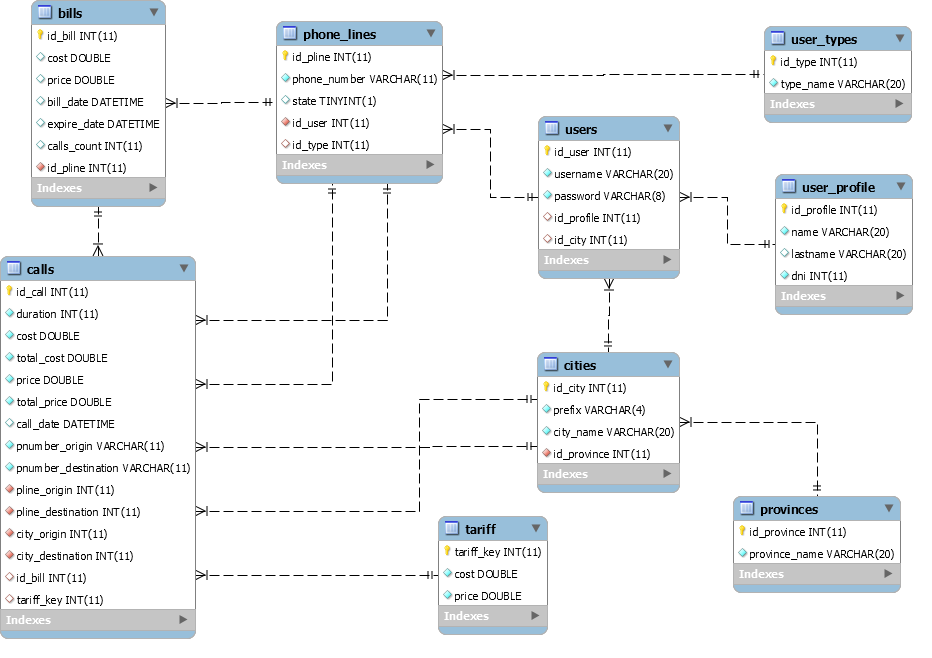 bills
id_bill INT(11)
cost DOUBLE
price DOUBLE
bill_date DATETIME
expire_date DATETIME
calls_count INT(11)
id_pline INT(11)
Indexes
phone_lines
id_pline INT(11)
phone_number VARCHAR(11)
state TINYINT(1)
id_user INT(11)
id_type INT(11)
Indexes
user_types
id_type INT(11)
type_name VARCHAR(20)
Indexes
users
id_user INT(11)
username VARCHAR(20)
password VARCHAR(8)
id_profile INT(11)
id_city INT(11)
Indexes
user_profile
id_profile INT(11)
name VARCHAR(20)
lastname VARCHAR(20)
dni INT(11)
Indexes
calls
id_call INT(11)
duration INT(11)
cost DOUBLE
total_cost DOUBLE
price DOUBLE
total_price DOUBLE
call_date DATETIME
pnumber_origin VARCHAR(11)
pnumber_destination VARCHAR(11)
pline_origin INT(11)
pline_destination INT(11)
city_origin INT(11)
city_destination INT(11)
id_bill INT(11)
tariff_key INT(11)
Indexes
cities
id_city INT(11)
prefix VARCHAR(4)
city_name VARCHAR(20)
id_province INT(11)
Indexes
tariff
tariff_key INT(11)
cost DOUBLE
price DOUBLE
Indexes
provinces
id_province INT(11)
province_name VARCHAR(20)
Indexes